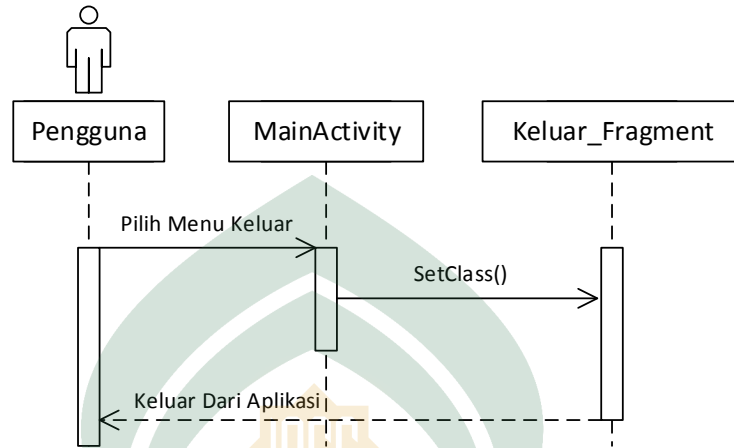 Pengguna
MainActivity
Keluar_Fragment
Pilih Menu Keluar
SetClass()
Keluar Dari Aplikasi